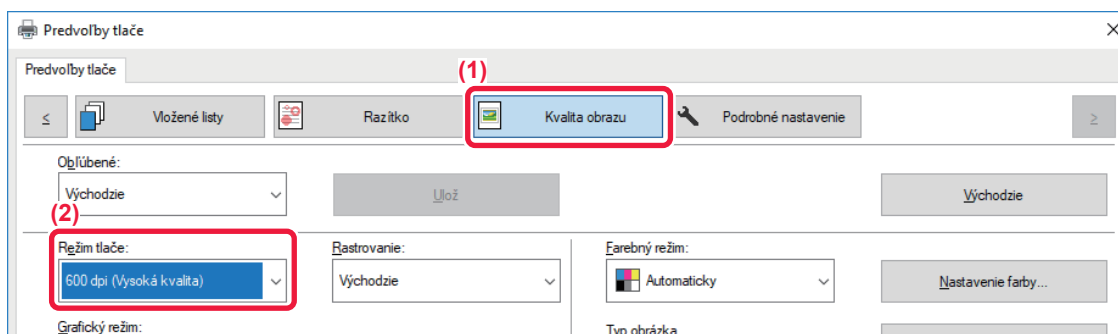 Predvoľby tlače
Predvoľby tlače
(1)
< Vložené listy Razítko Kvalita obrazu Podrobné nastavenie >
Obľúbené:
Východzie Ulož Východzie
(2)
Režim tlače: Rastrovanie: Farebný režim:
600 dpi (Vysoká kvalita) Východzie Automaticky Nastavenie farby...
Grafický režim: Typ obrázka